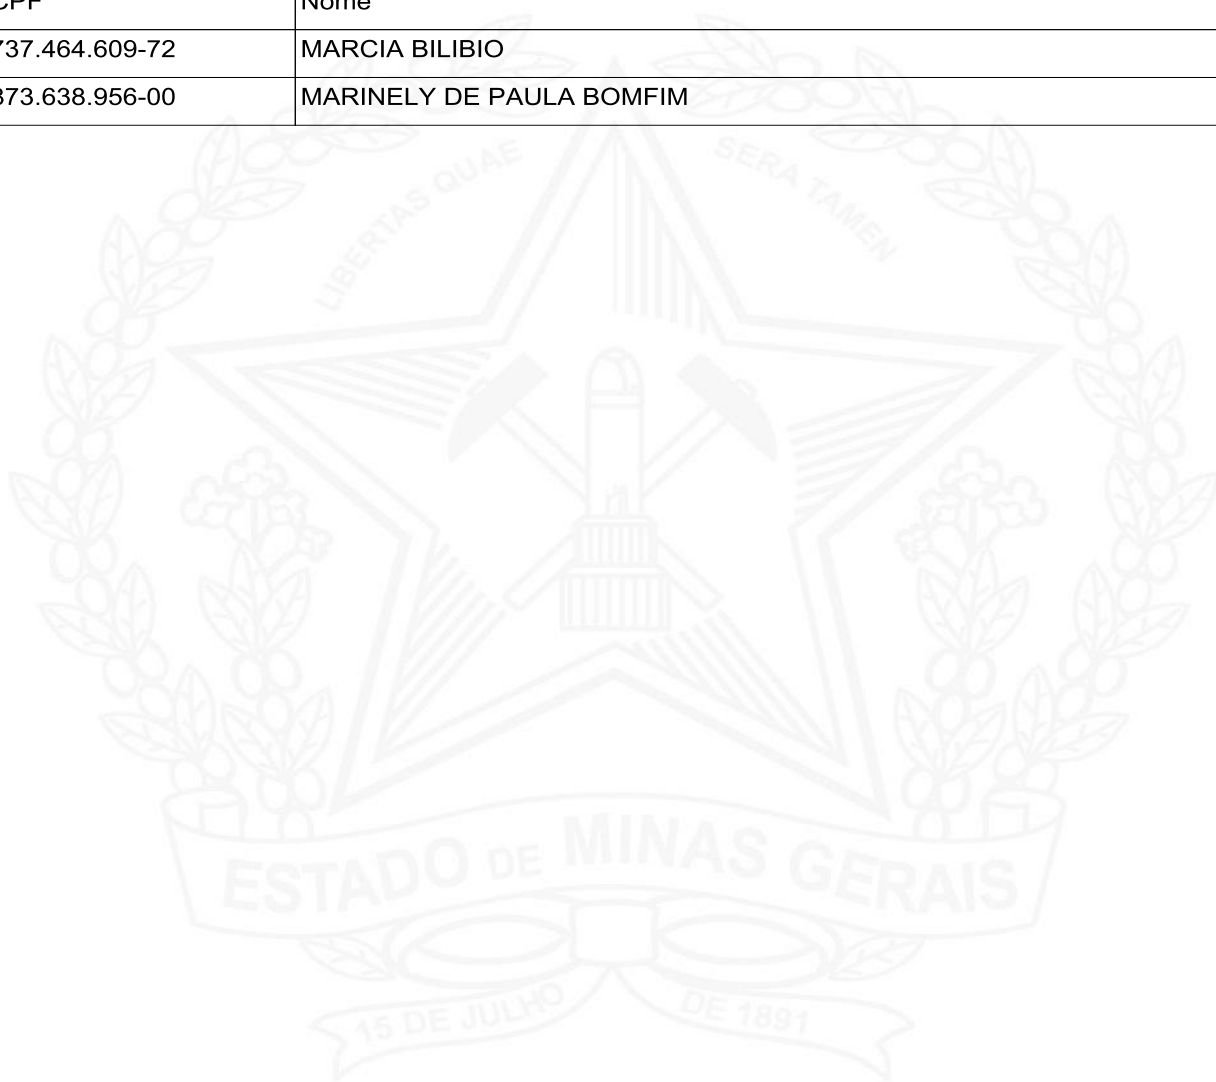 CPF Nome
737.464.609-72 MARCIA BILIBIO
873.638.956-00 MARINELY DE PAULA BOMFIM
LIBERTAS QUAE SERA TAMEN
ESTADO DE MINAS GERAIS
15 DE JULHO DE 1891